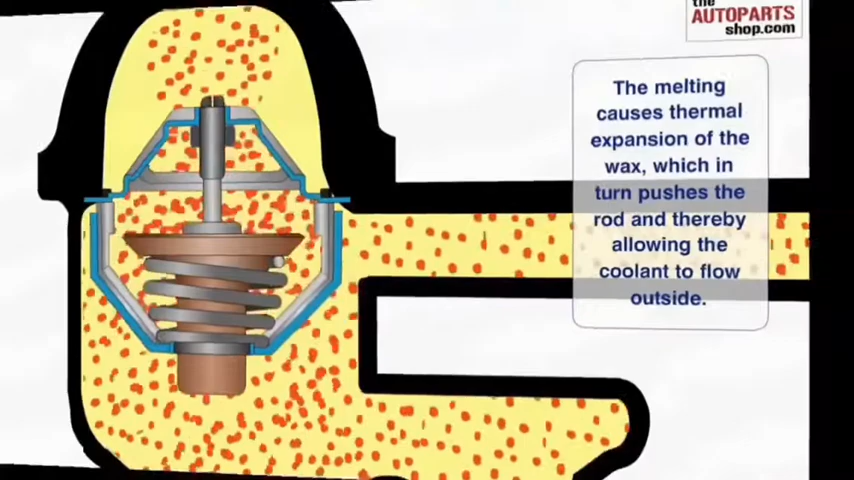 the
AUTOPARTS
shop.com
The melting
causes thermal
expansion of the
wax, which in
turn pushes the
rod and thereby
allowing the
coolant to flow
outside.